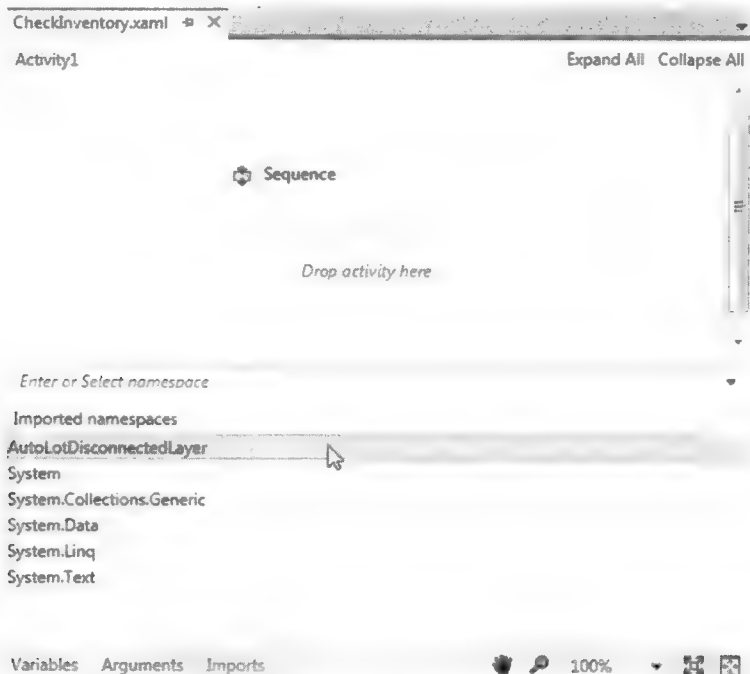 CheckInventory.xaml
Activity1 Expand All Collapse All
Sequence
Drop activity here
Enter or Select namespace
Imported namespaces
AutoLotDisconnectedLayer
System
System.Collections.Generic
System.Data
System.Linq
System.Text
Variables Arguments Imports 100%